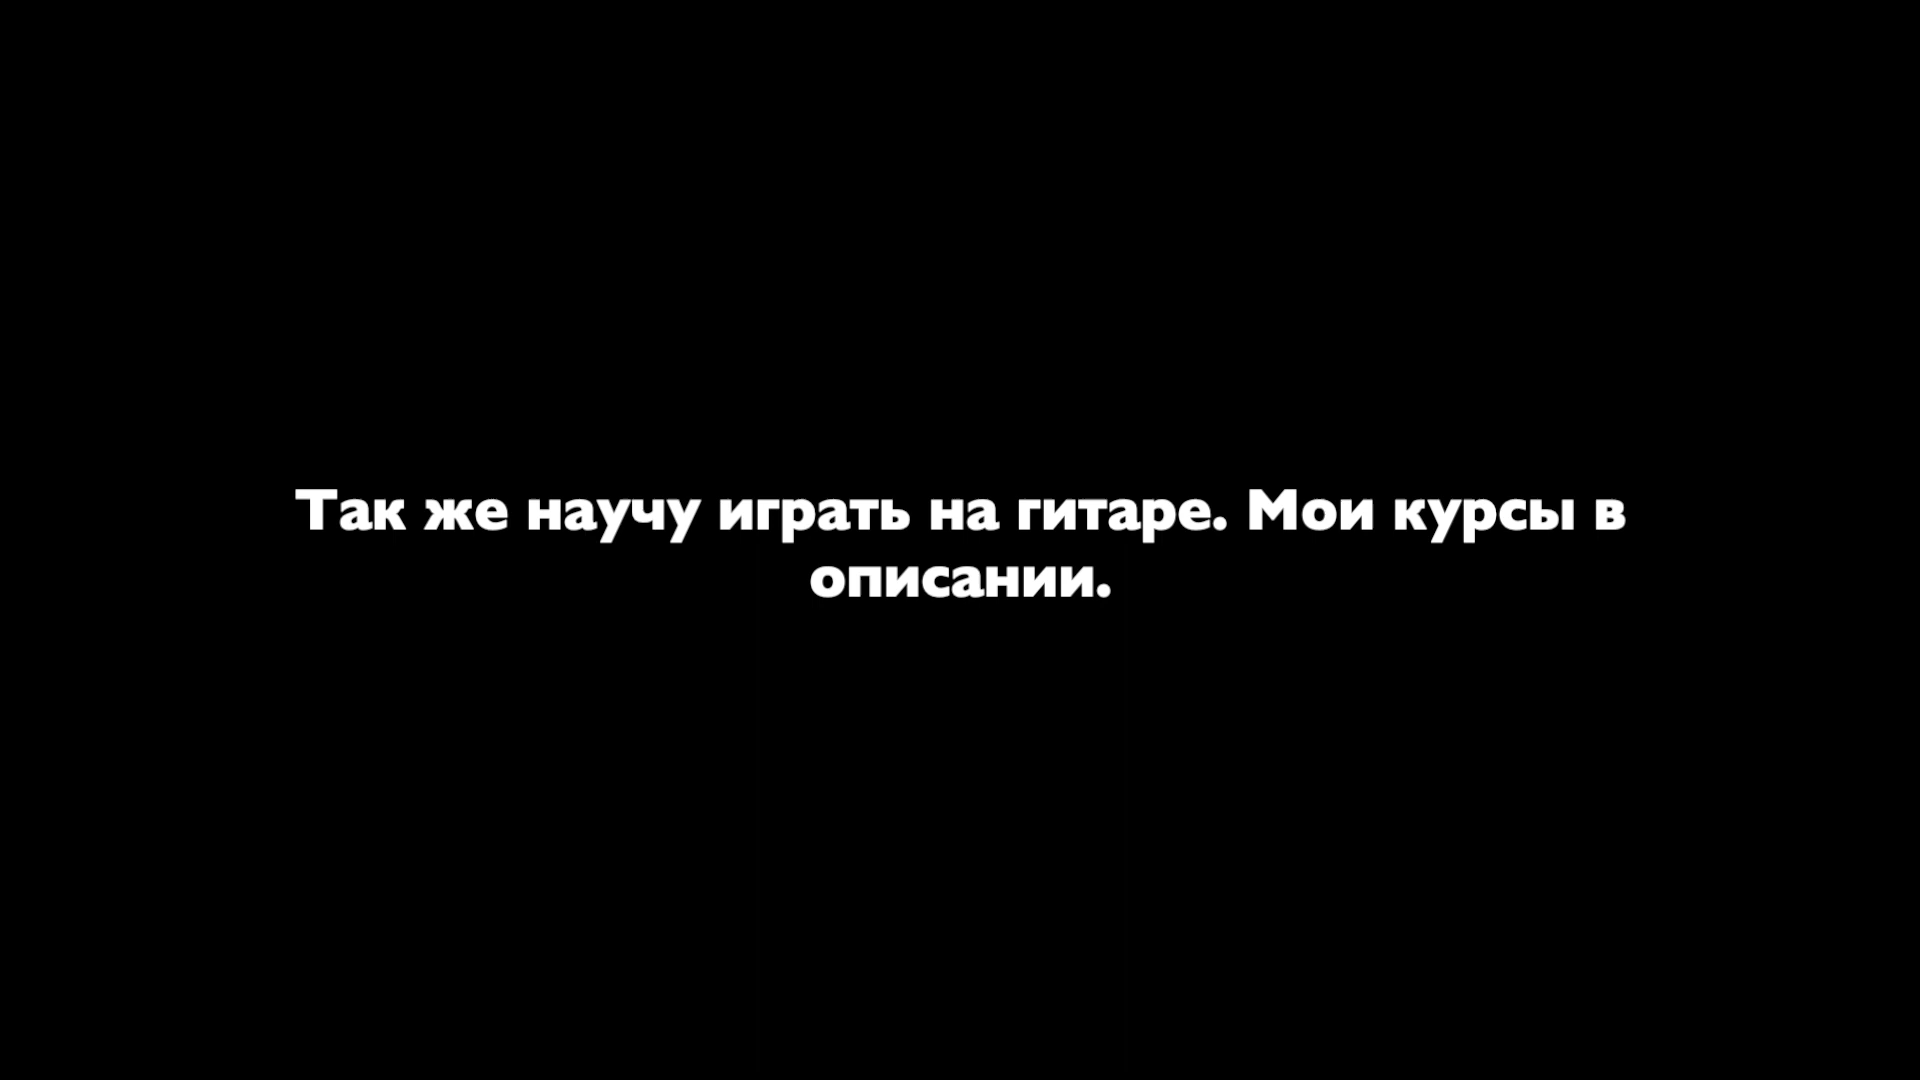 Так же научу играть на гитаре. Мои курсы в
описании.